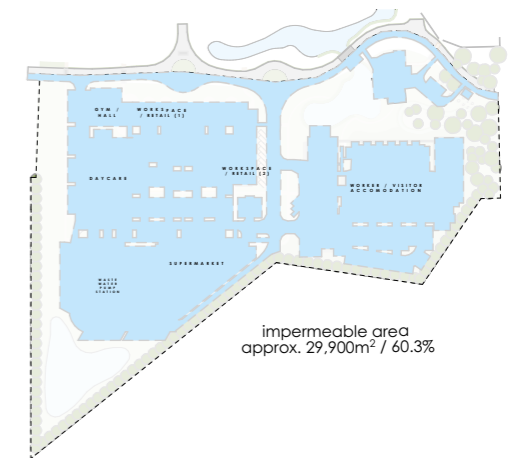 GYM /
HALL
WORKSPACE
/ RETAIL [1]
WORKSPACE
/ RETAIL [2]
DAYCARE
WORKER / VISITOR
ACCOMODATION
SUPERMARKET
WASTE
WATER
PUMP
STATION
impermeable area
approx. 29,900m² / 60.3%